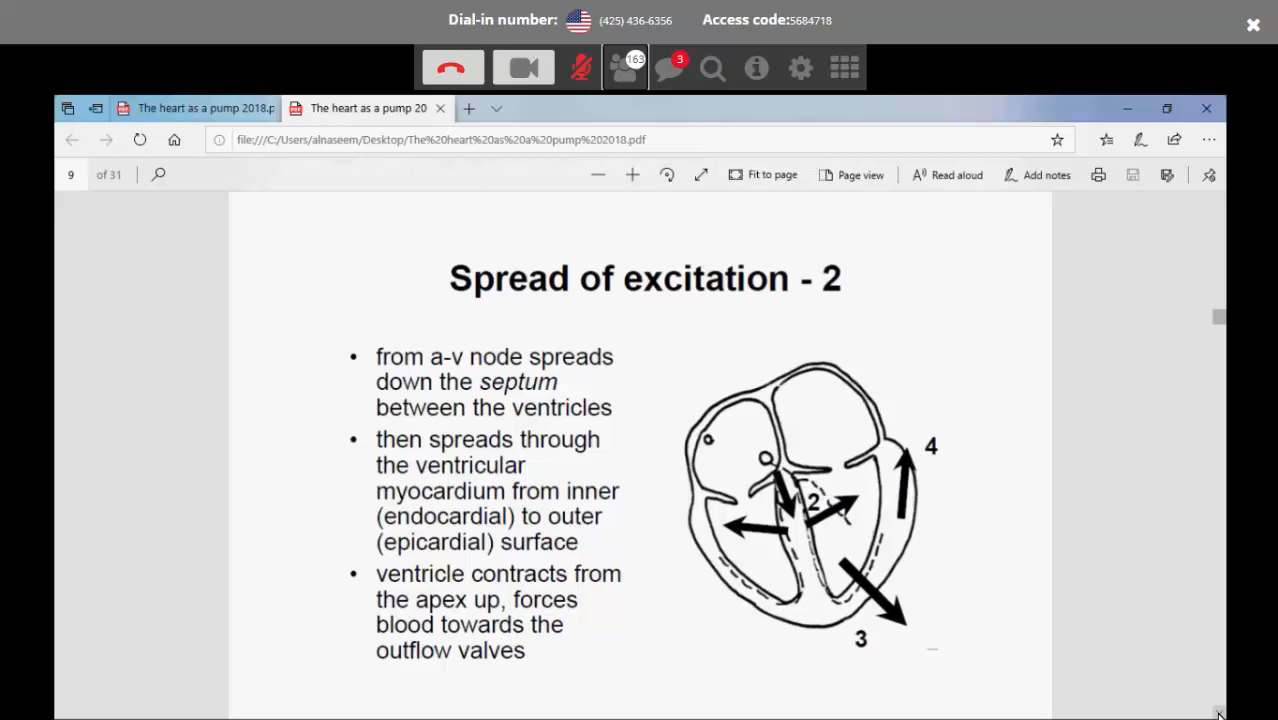 Dial-in number: (425) 436-6356 Access code:5684718
163
3
The heart as a pump 2018.p
The heart as a pump 20
file:///C:/Users/alnaseem/Desktop/The%20heart%20as%20a%20pump%202018.pdf
9 of 31
Fit to page
Page view
Read aloud
Add notes
Spread of excitation - 2
• from a-v node spreads
down the septum
between the ventricles
• then spreads through
the ventricular
myocardium from inner
(endocardial) to outer
(epicardial) surface
• ventricle contracts from
the apex up, forces
blood towards the
outflow valves
4
2
3